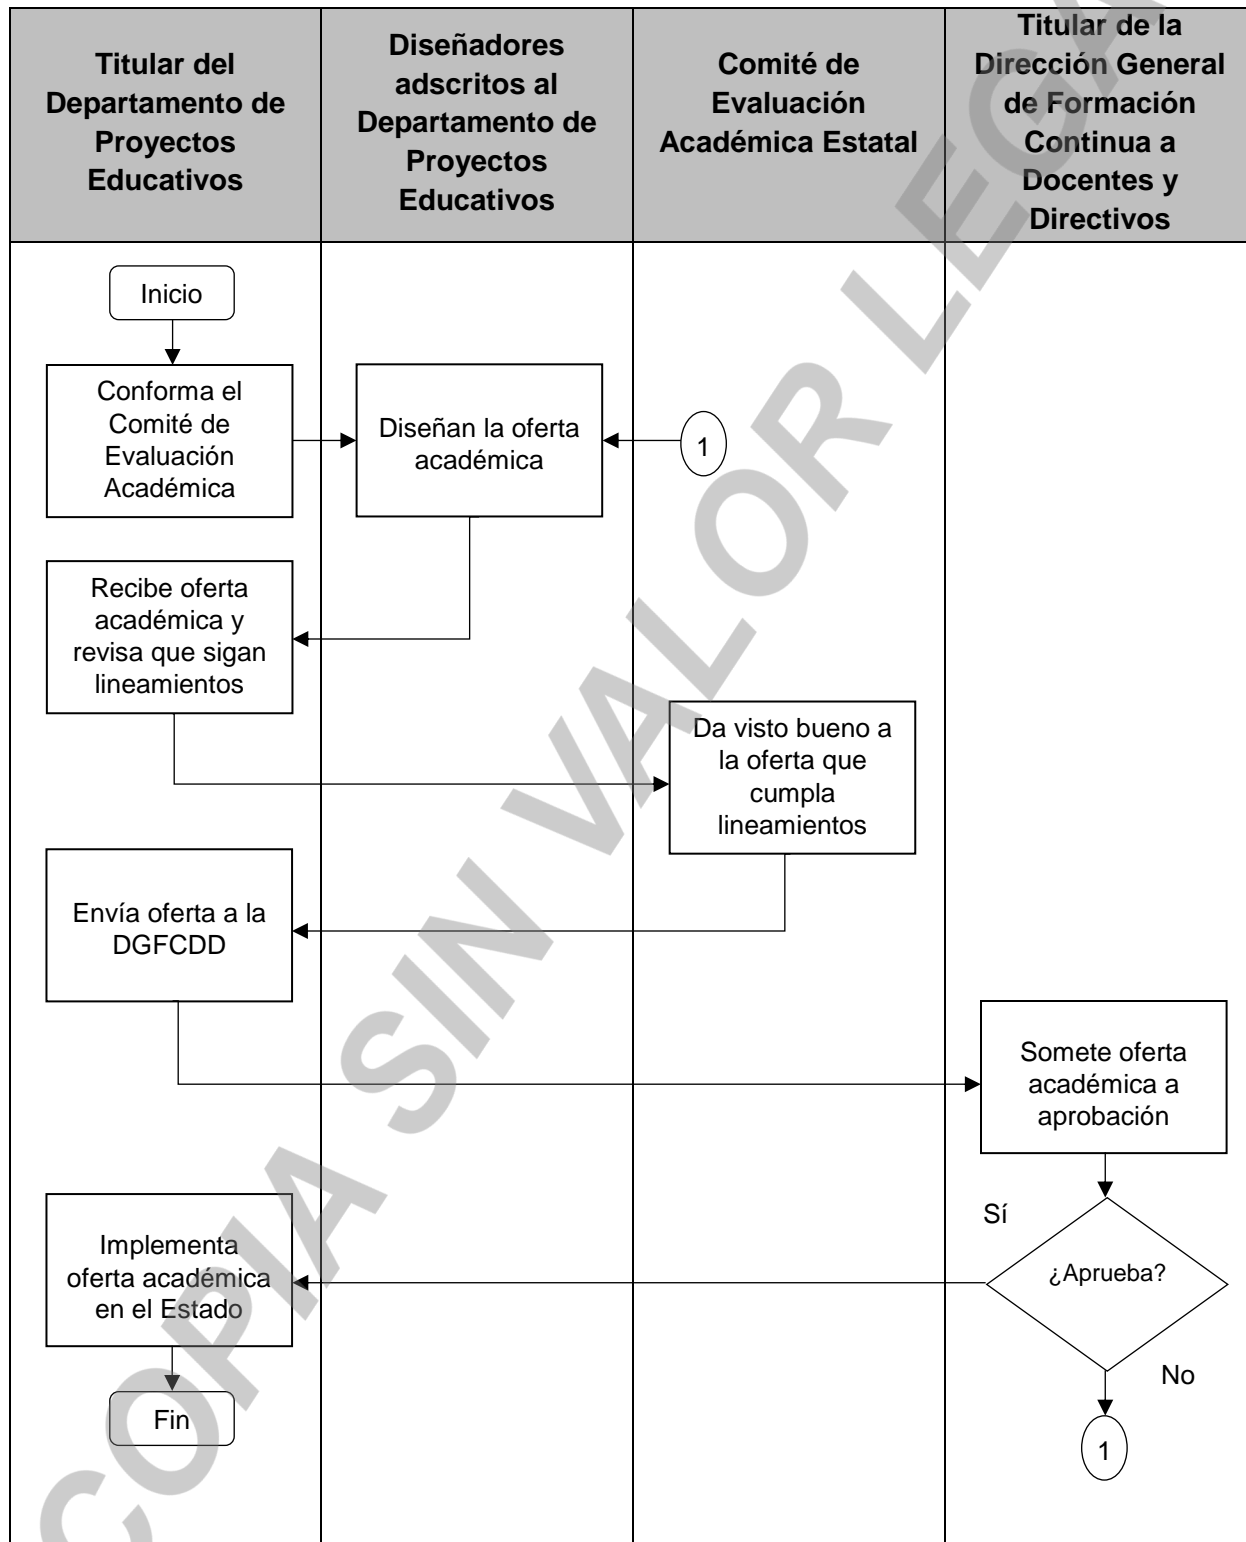 Titular del
Departamento de
Proyectos
Educativos
Diseñadores
adscritos al
Departamento de
Proyectos
Educativos
Comité de
Evaluación
Académica Estatal
Titular de la
Dirección General
de Formación
Continua a
Docentes y
Directivos
Inicio
Conforma el
Comité de
Evaluación
Académica
Diseñan la oferta
académica
1
Recibe oferta
académica y
revisa que sigan
lineamientos
Da visto bueno a
la oferta que
cumpla
lineamientos
Envía oferta a la
DGFCDD
Somete oferta
académica a
aprobación
Sí
¿Aprueba?
No
1
Implementa
oferta académica
en el Estado
Fin
COPIA SIN VALOR LEGA